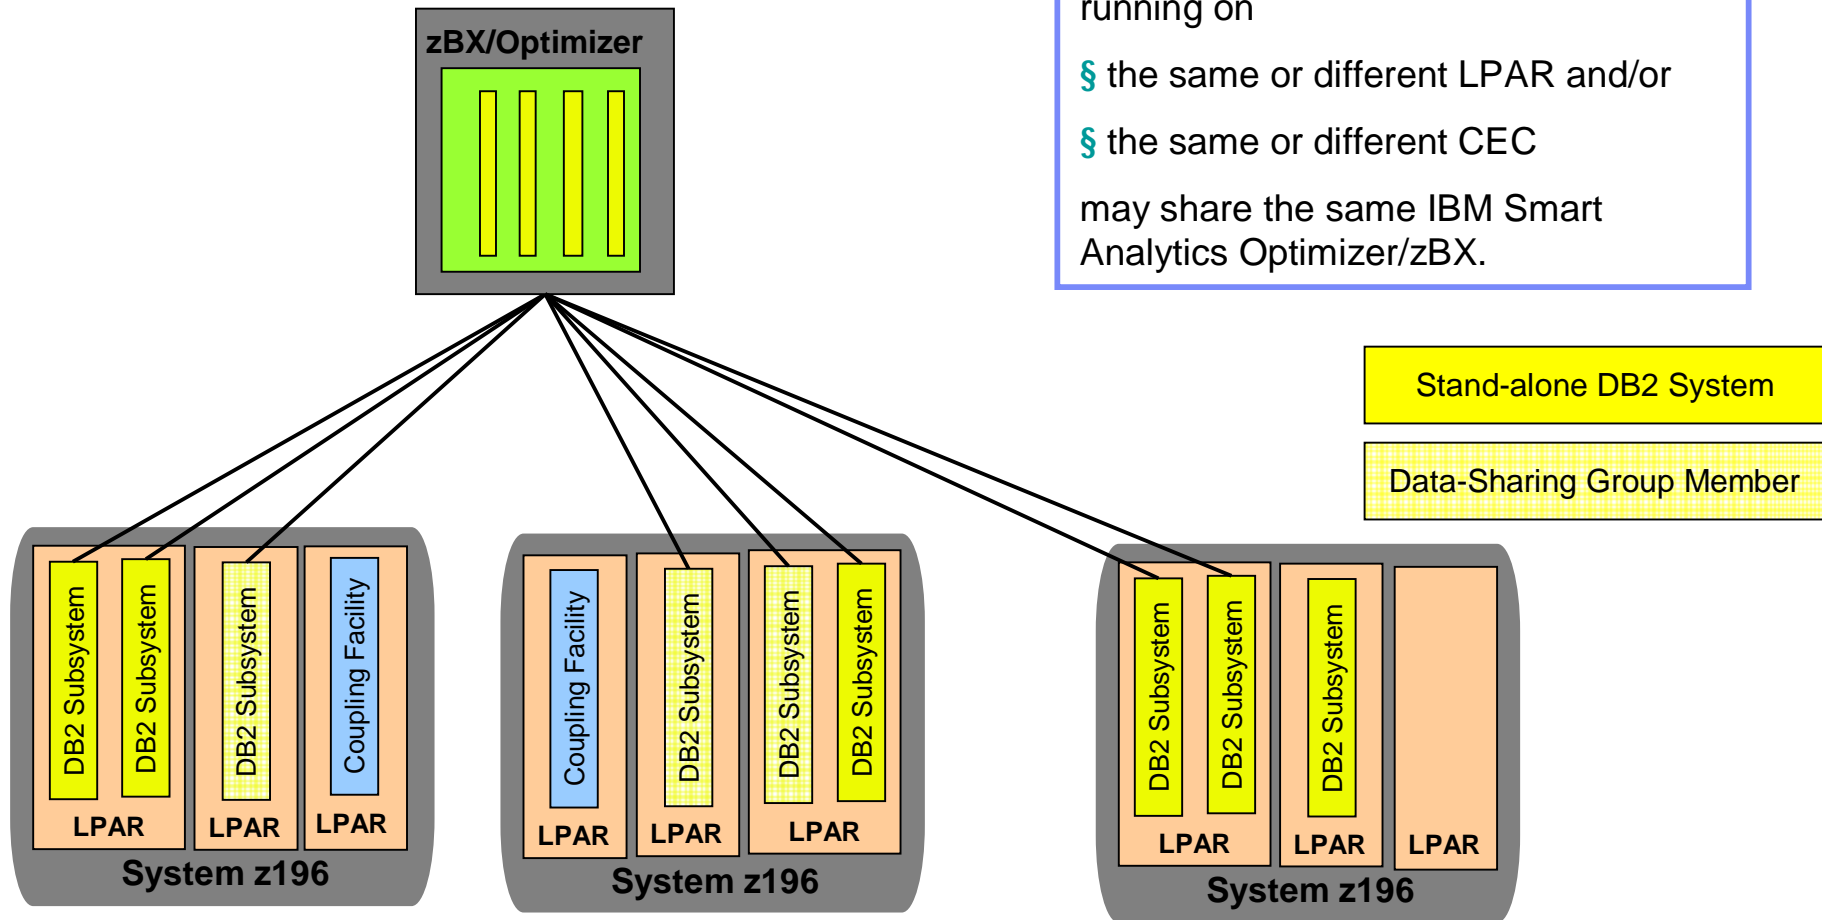 running on
§ the same or different LPAR and/or
§ the same or different CEC
may share the same IBM Smart
Analytics Optimizer/zBX.
zBX/Optimizer
Stand-alone DB2 System
Data-Sharing Group Member
DB2 Subsystem
DB2 Subsystem
LPAR
DB2 Subsystem
LPAR
Coupling Facility
LPAR
System z196
Coupling Facility
LPAR
DB2 Subsystem
LPAR
DB2 Subsystem
DB2 Subsystem
LPAR
System z196
DB2 Subsystem
DB2 Subsystem
LPAR
DB2 Subsystem
LPAR
LPAR
System z196